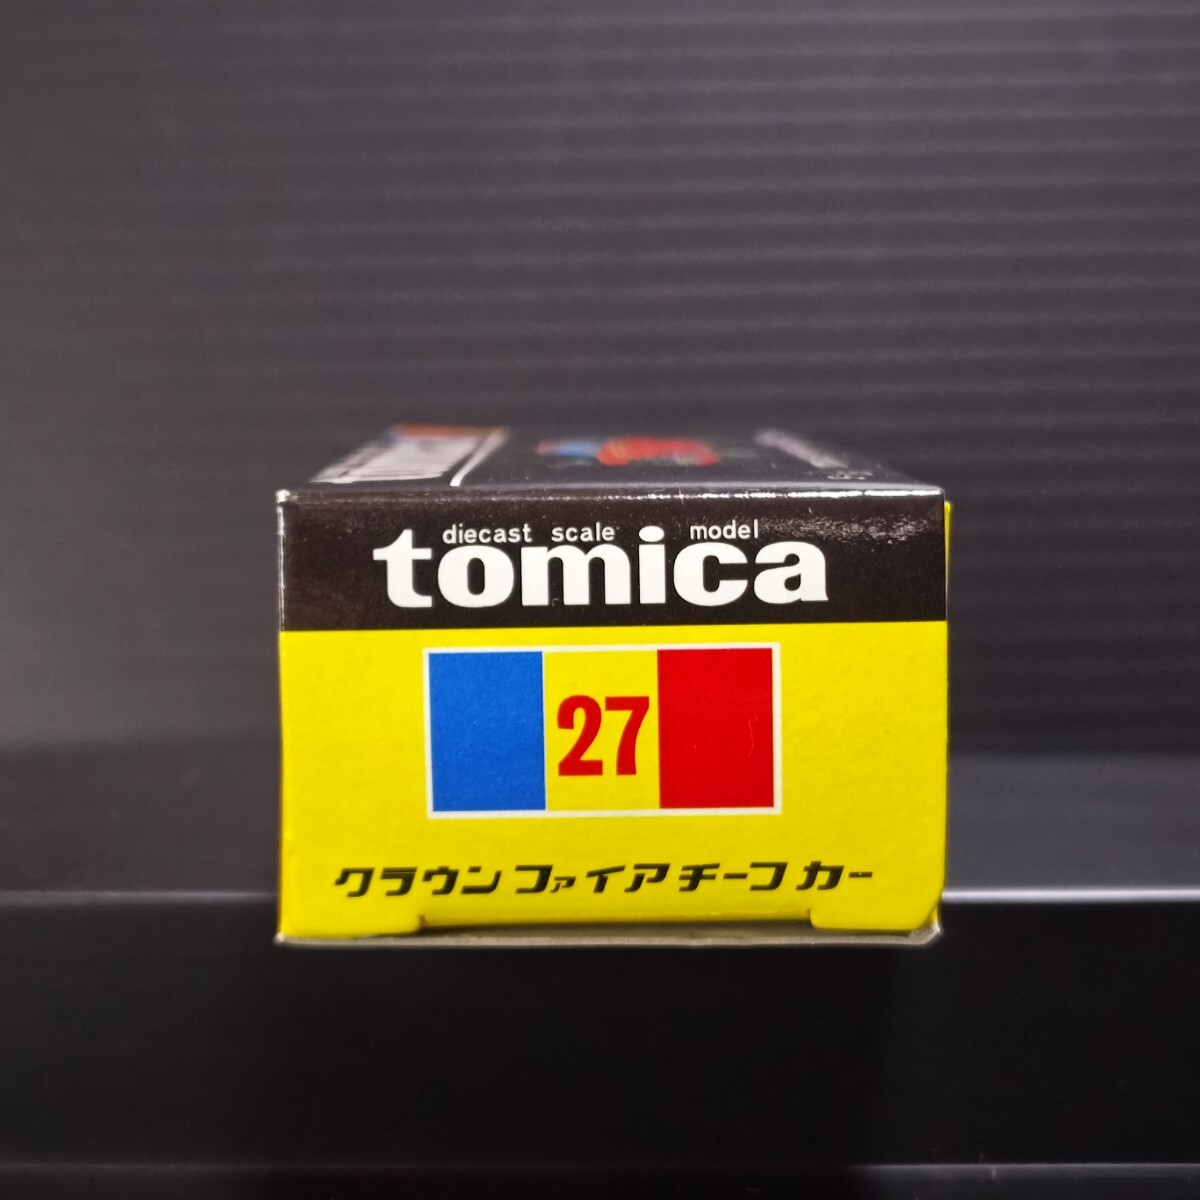 diecast scale model
tomica
27
クラウン ファイアチーフ カー